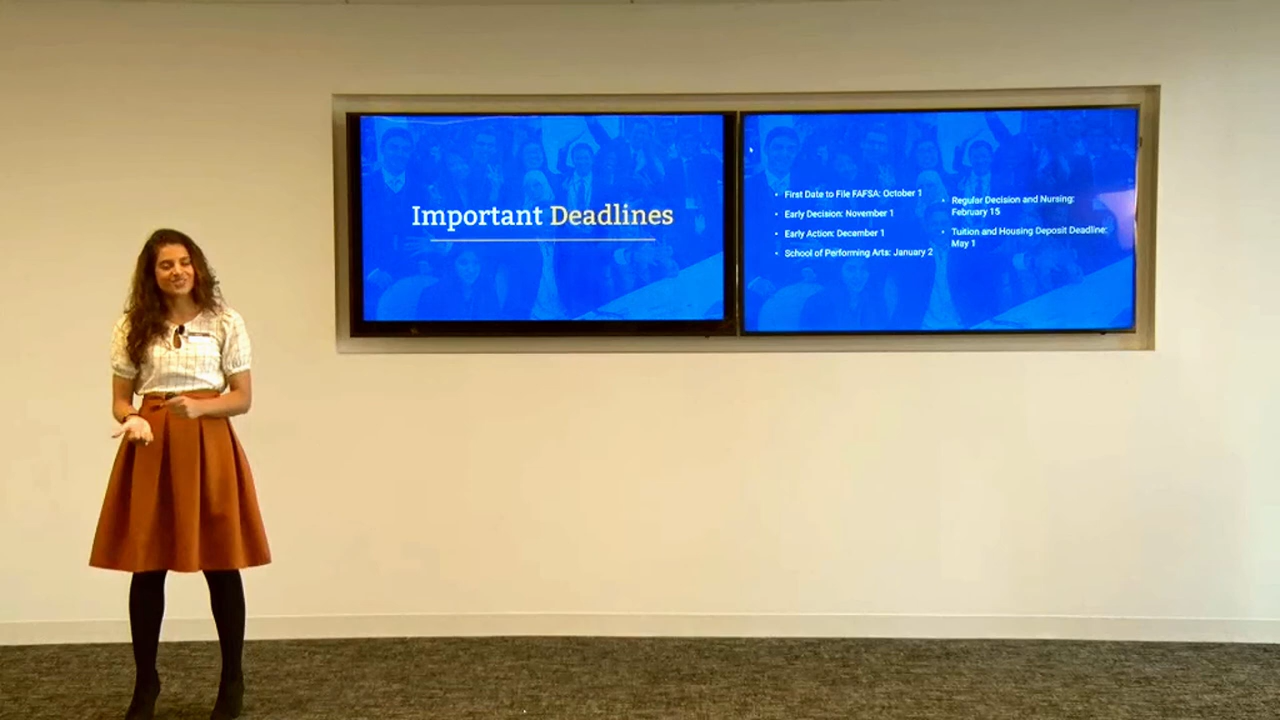 Important Deadlines
• First Date to File FAFSA: October 1
• Early Decision: November 1
• Early Action: December 1
• School of Performing Arts: January 2
• Regular Decision and Nursing:
February 15
• Tuition and Housing Deposit Deadline:
May 1